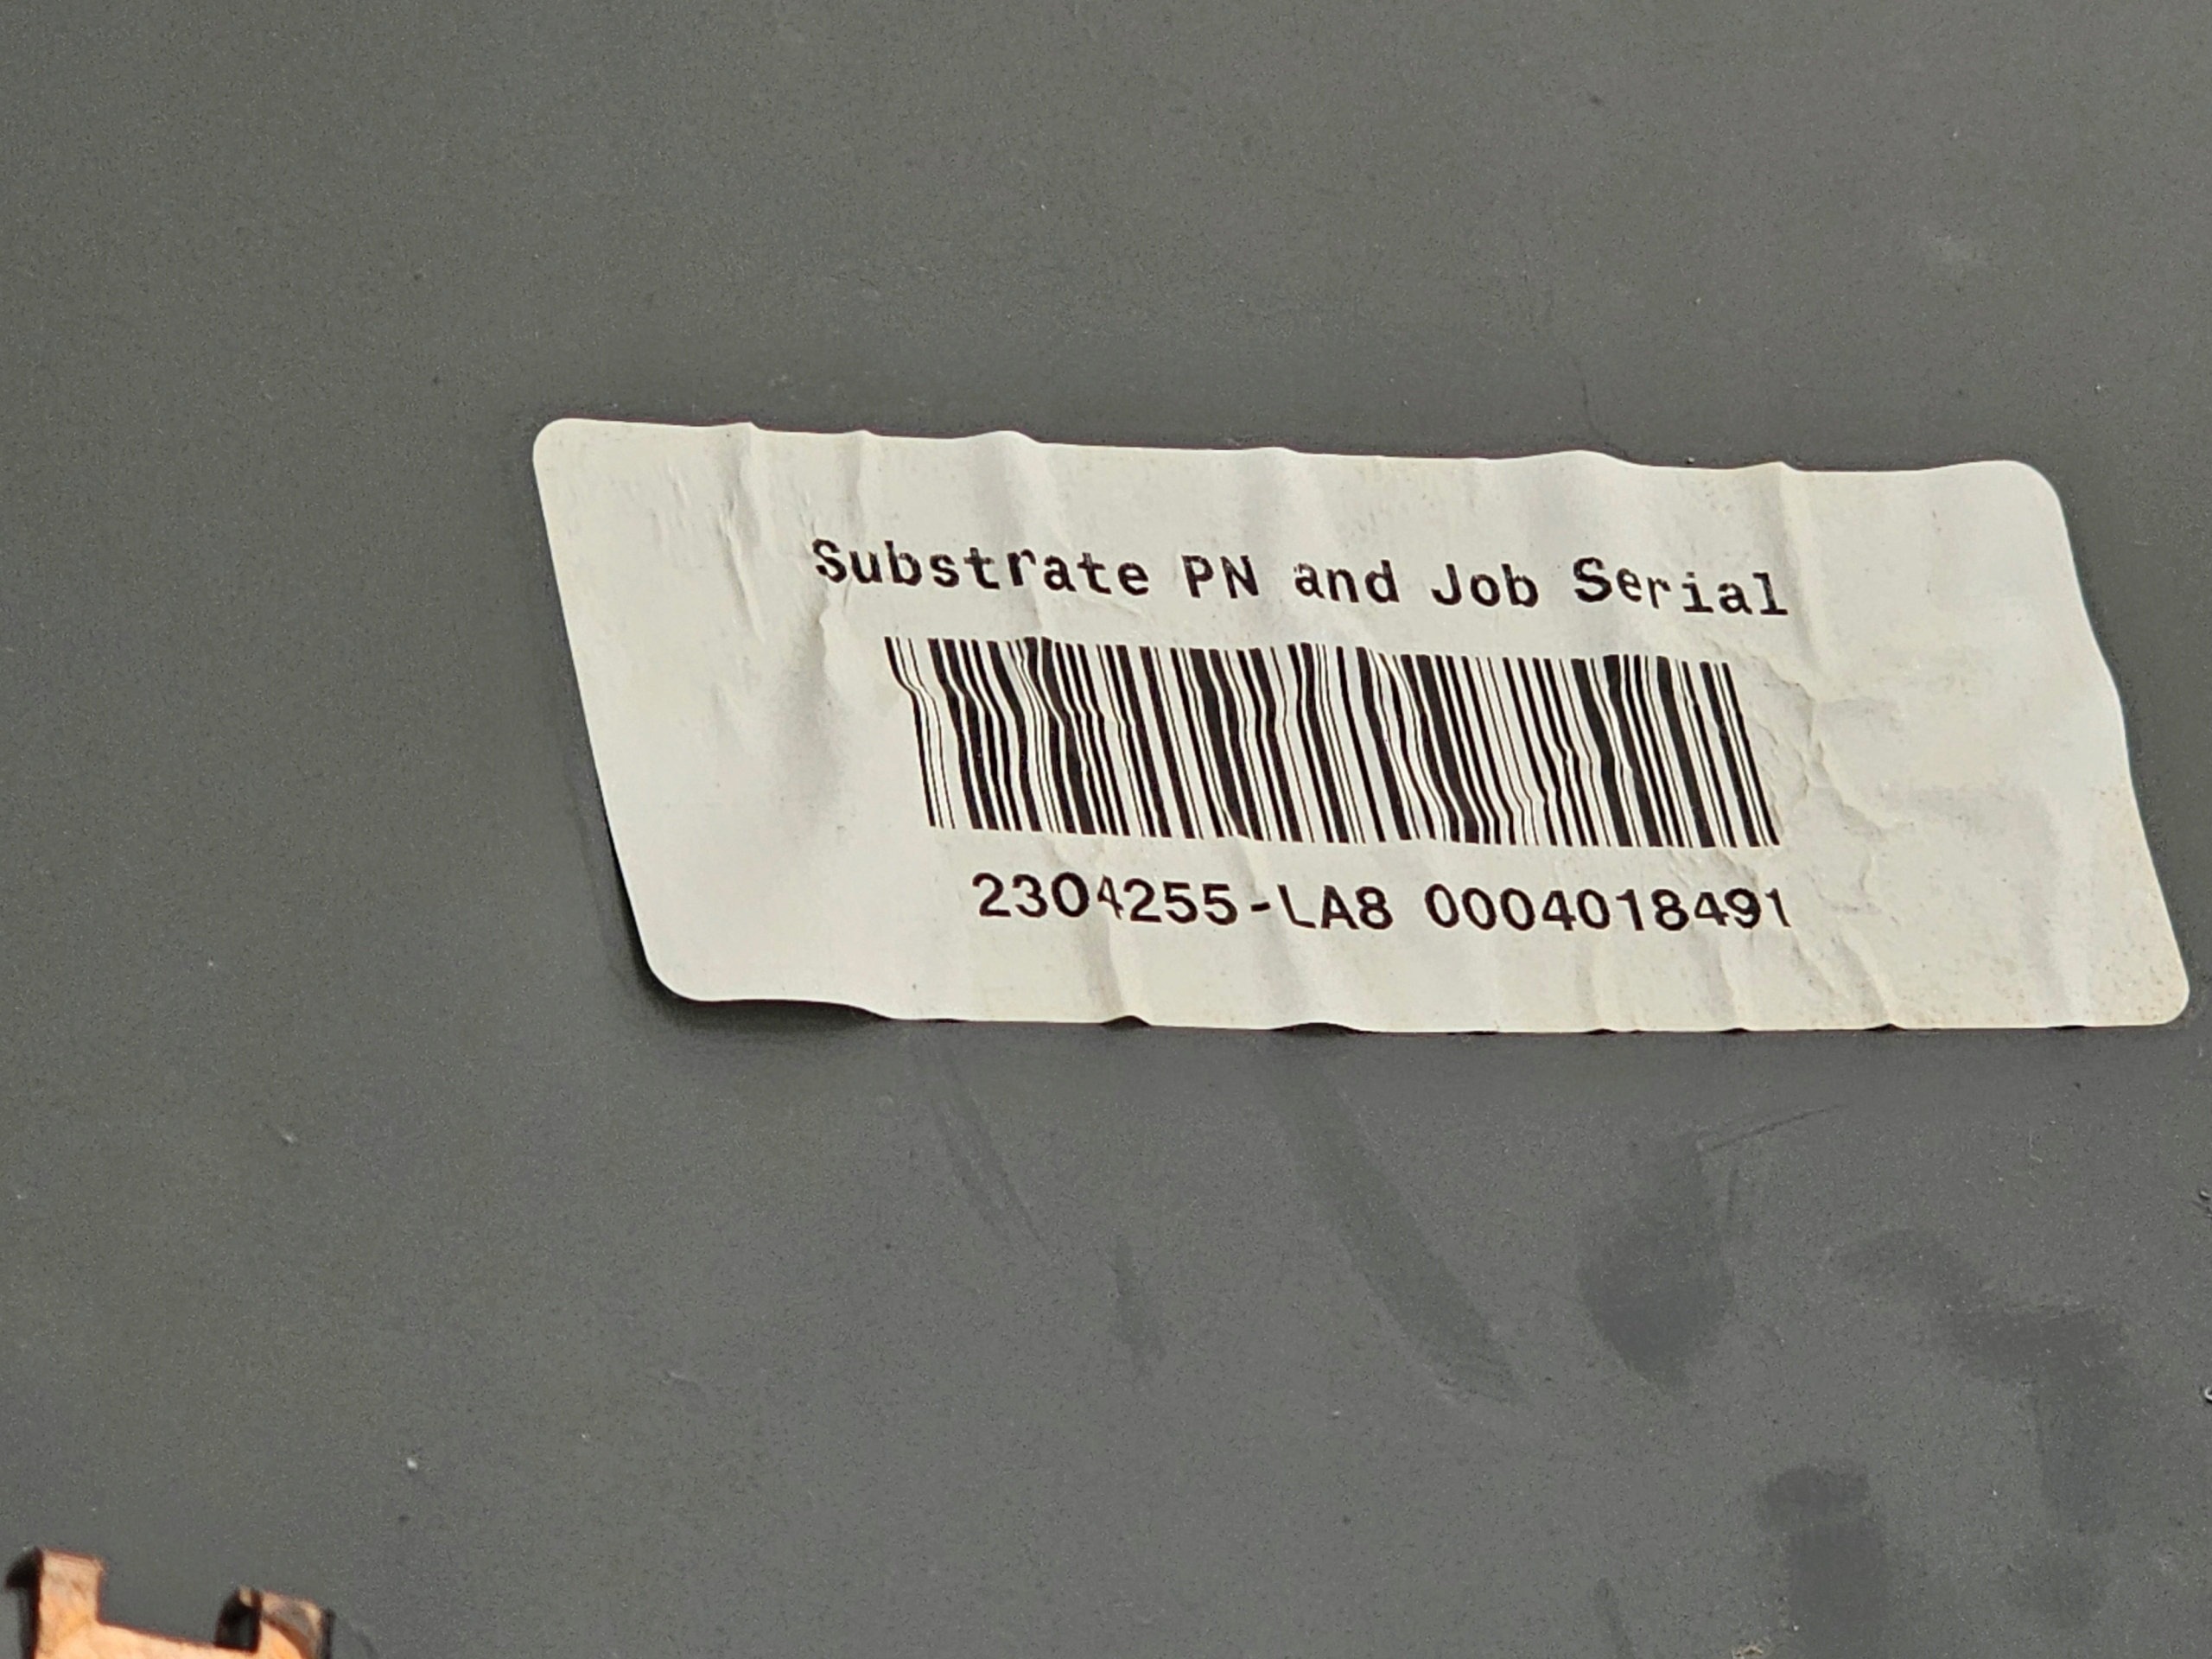 Substrate PN and Job Serial
2304255-LA8 0004018491